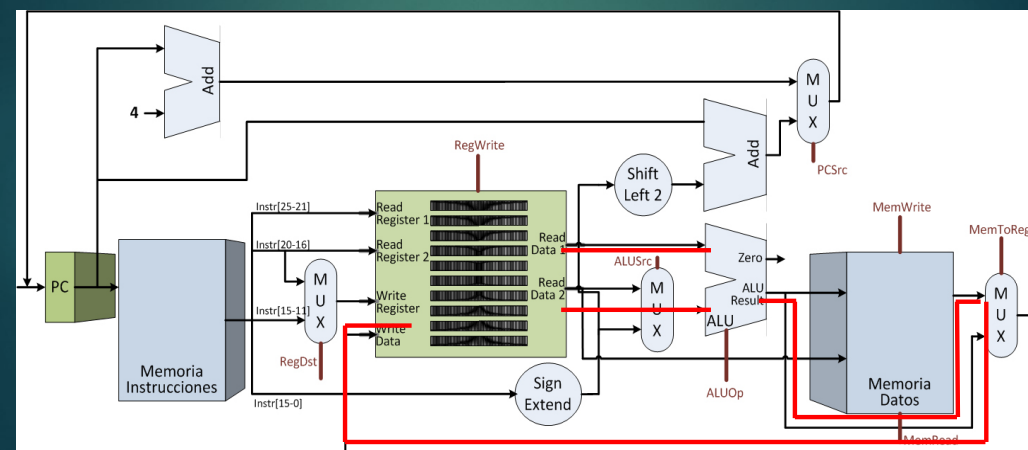 Add
4
M
U
X
PCSrc
Add
Shift
Left 2
RegWrite
Instr[25-21]
Read
Register 1
Instr[20-16]
Read
Register 2
Read
Data 1
Read
Data 2
Write
Register
Write
Data
PC
Memoria
Instrucciones
M
U
X
Instr[15-11]
RegDst
Instr[15-0]
Sign
Extend
ALUSrc
M
U
X
Zero
ALU
Result
ALU
ALUOp
MemWrite
Memoria
Datos
MemRead
MemToReg
M
U
X